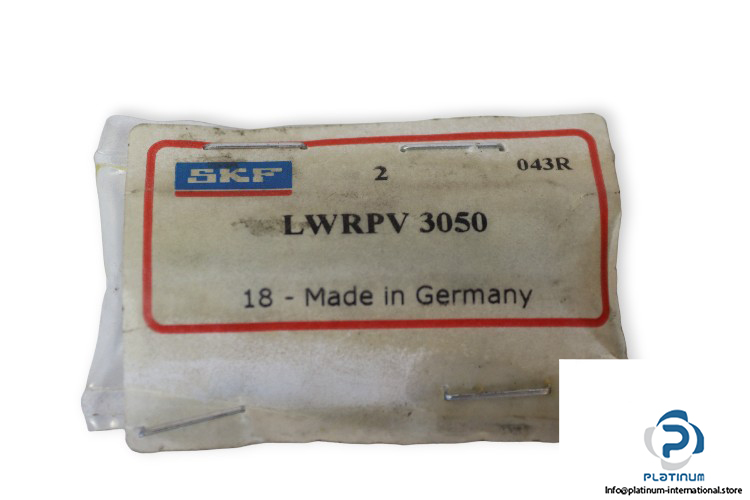 SKF 2 043R
LWRPV 3050
18 - Made in Germany
PLATINUM
Info@platinum-international.store